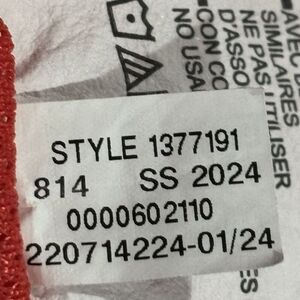 AVEC
SIMILAIRES
NE PAS UTILISER
D'ASSO
CON CO
NO USA
STYLE 1377191
814 SS 2024
0000602110
220714224-01/24